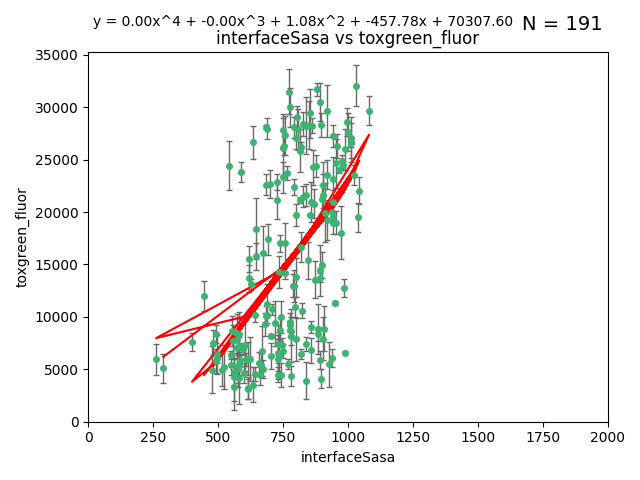 y = 0.00x^4 + -0.00x^3 + 1.08x^2 + -457.78x + 70307.60 N = 191
interfaceSasa vs toxgreen_fluor
35000
30000
25000
20000
15000
10000
5000
0
toxgreen_fluor
0 250 500 750 1000 1250 1500 1750 2000
interfaceSasa